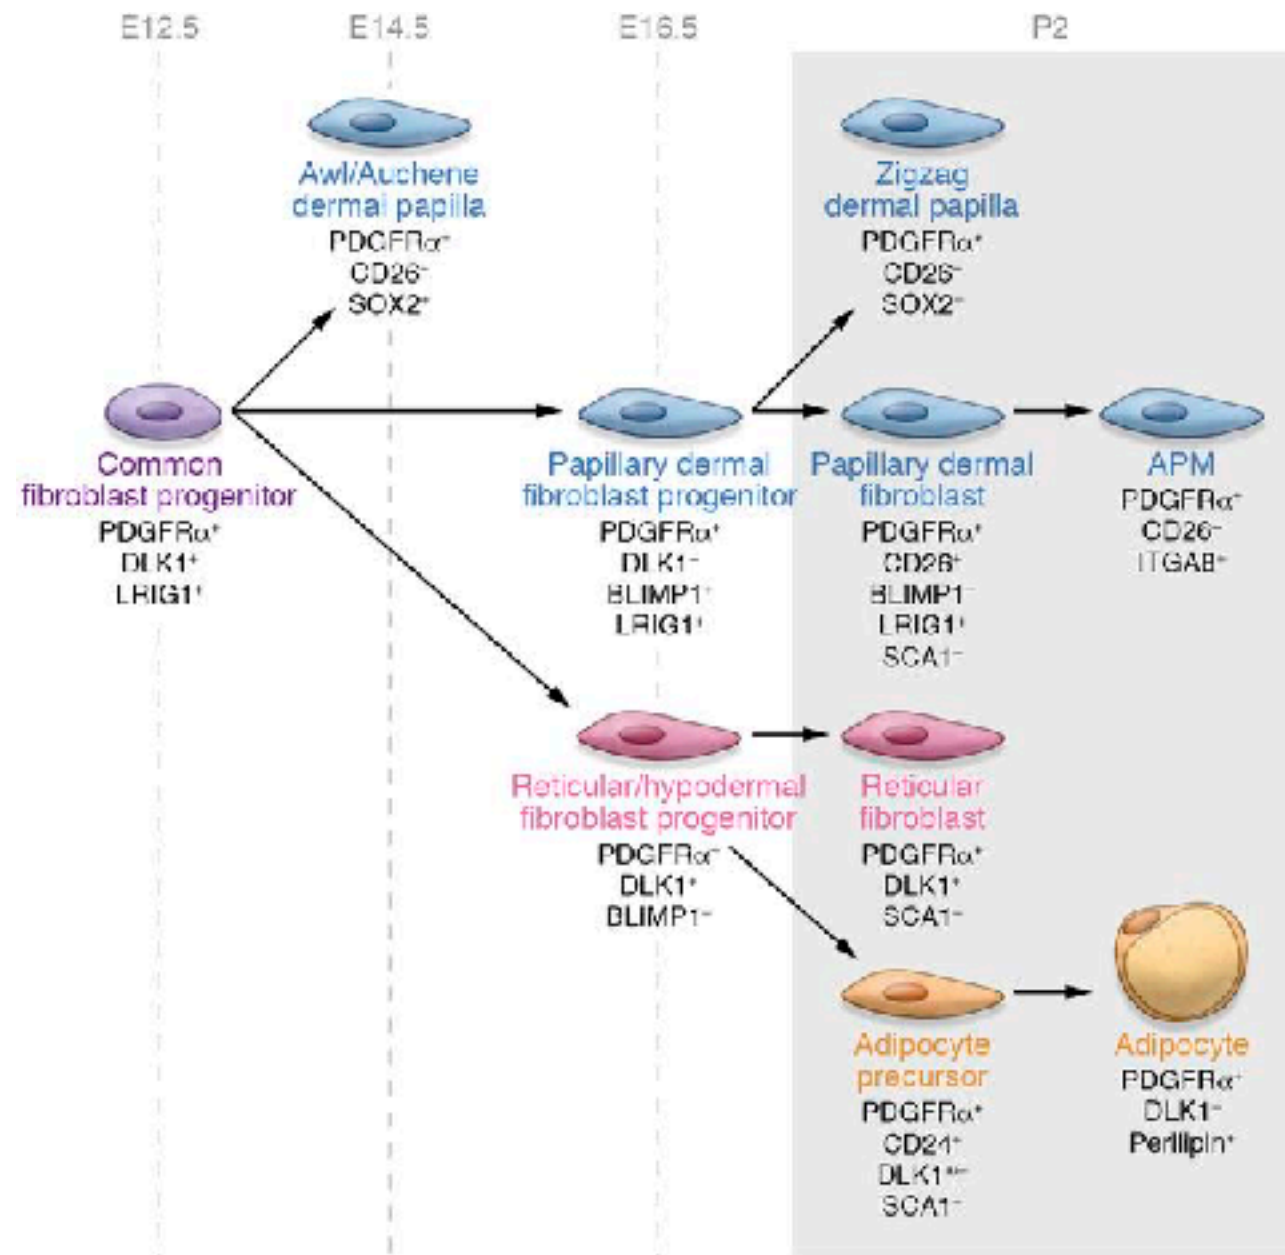 E12.5
E14.5
E16.5
P2
Awl/Auchene
dermal papilla
PDGFRα⁺
CD26⁻
SOX2⁺
Zigzag
dermal papilla
PDGFRα⁺
CD26⁻
SOX2⁻
Common
fibroblast progenitor
PDGFRα⁺
DLK1⁺
LRIG1⁺
Papillary dermal
fibroblast progenitor
PDGFRα⁺
DLK1⁻
BLIMP1⁺
LRIG1⁺
Papillary dermal
fibroblast
PDGFRα⁺
CD26⁺
BLIMP1⁻
LRIG1⁺
SCA1⁻
APM
PDGFRα⁺
CD26⁻
ITGA8⁺
Reticular/hypodermal
fibroblast progenitor
PDGFRα⁺
DLK1⁺
BLIMP1⁻
Reticular
fibroblast
PDGFRα⁺
DLK1⁺
SCA1⁻
Adipocyte
precursor
PDGFRα⁺
CD24⁺
Adipocyte
DLK1⁻
Perilipin⁺